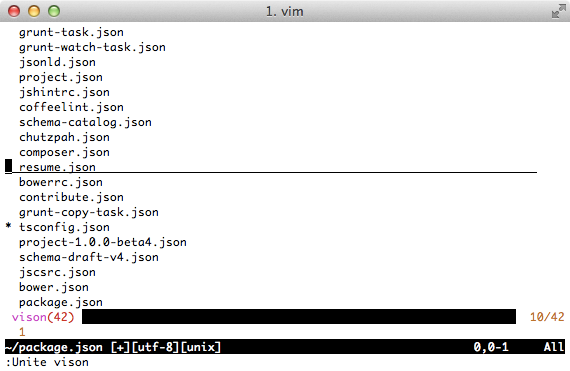 1. vim
grunt-task.json
grunt-watch-task.json
jsonld.json
project.json
jshintrc.json
coffeelint.json
schema-catalog.json
chutzpah.json
composer.json
resume.json
bowerrc.json
contribute.json
grunt-copy-task.json
* tsconfig.json
project-1.0.0-beta4.json
schema-draft-v4.json
jscsrc.json
bower.json
package.json
vison(42) 10/42
1
~/package.json [+][utf-8][unix] 0,0-1 All
:Unite vison